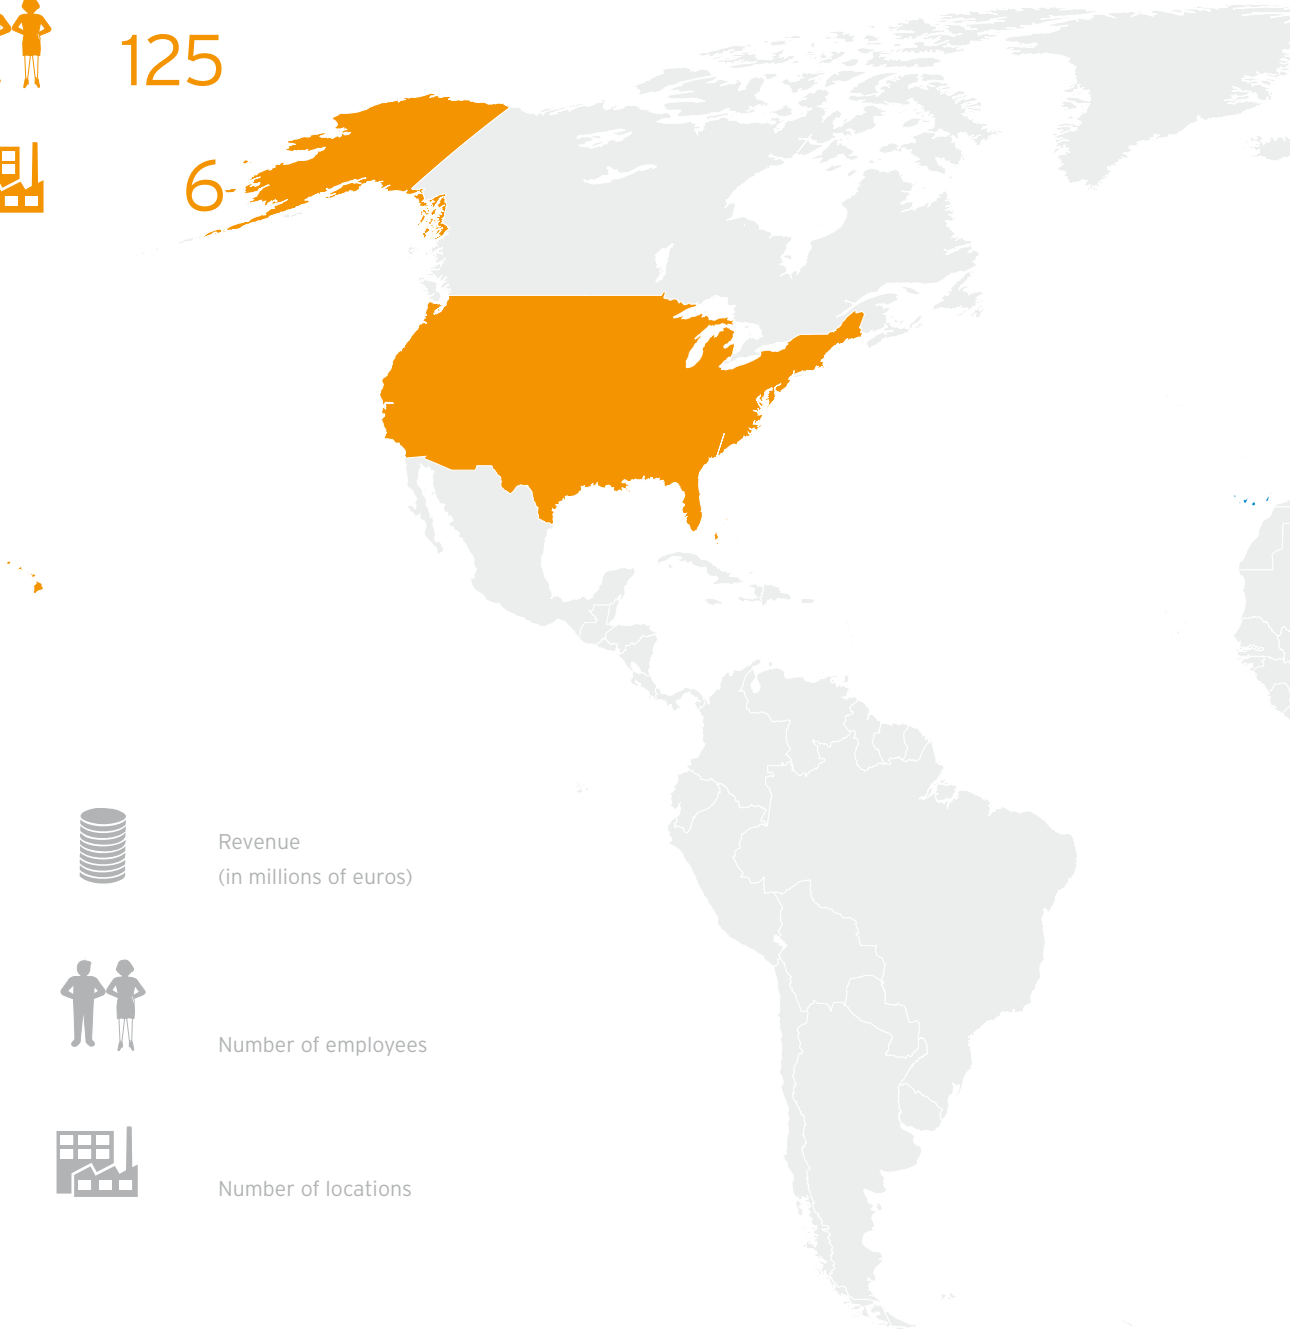 125
6
Revenue
(in millions of euros)
Number of employees
Number of locations